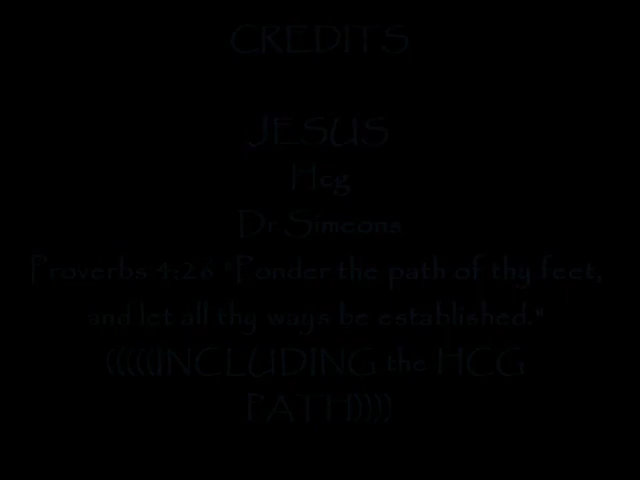 CREDITS
JESUS
Hcg
Dr Simeons
Proverbs 4:26 "Ponder the path of thy feet,
and let all thy ways be established."
(((((INCLUDING the HCG
PATH))))